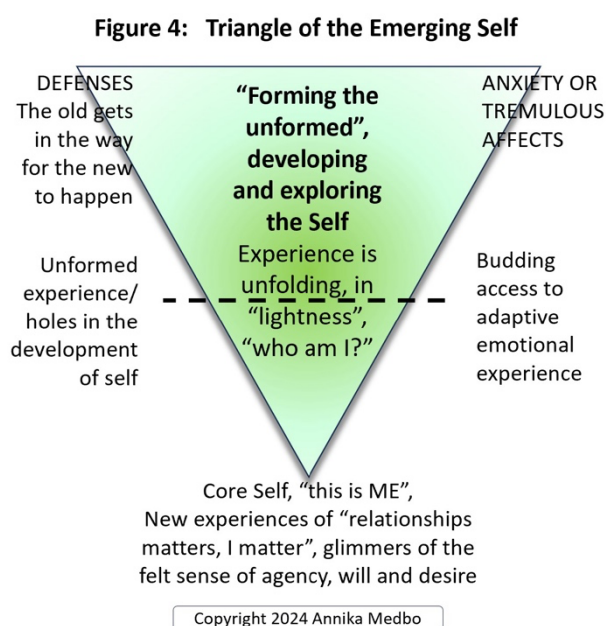 Figure 4: Triangle of the Emerging Self
DEFENSES
The old gets
in the way
for the new
to happen
"Forming the
unformed",
developing
and exploring
the Self
Experience is
unfolding, in
"lightness",
"who am I?"
ANXIETY OR
TREMULOUS
AFFECTS
Unformed
experience/
holes in the
development
of self
Budding
access to
adaptive
emotional
experience
Core Self, "this is ME",
New experiences of "relationships
matters, I matter", glimmers of the
felt sense of agency, will and desire
Copyright 2024 Annika Medbo